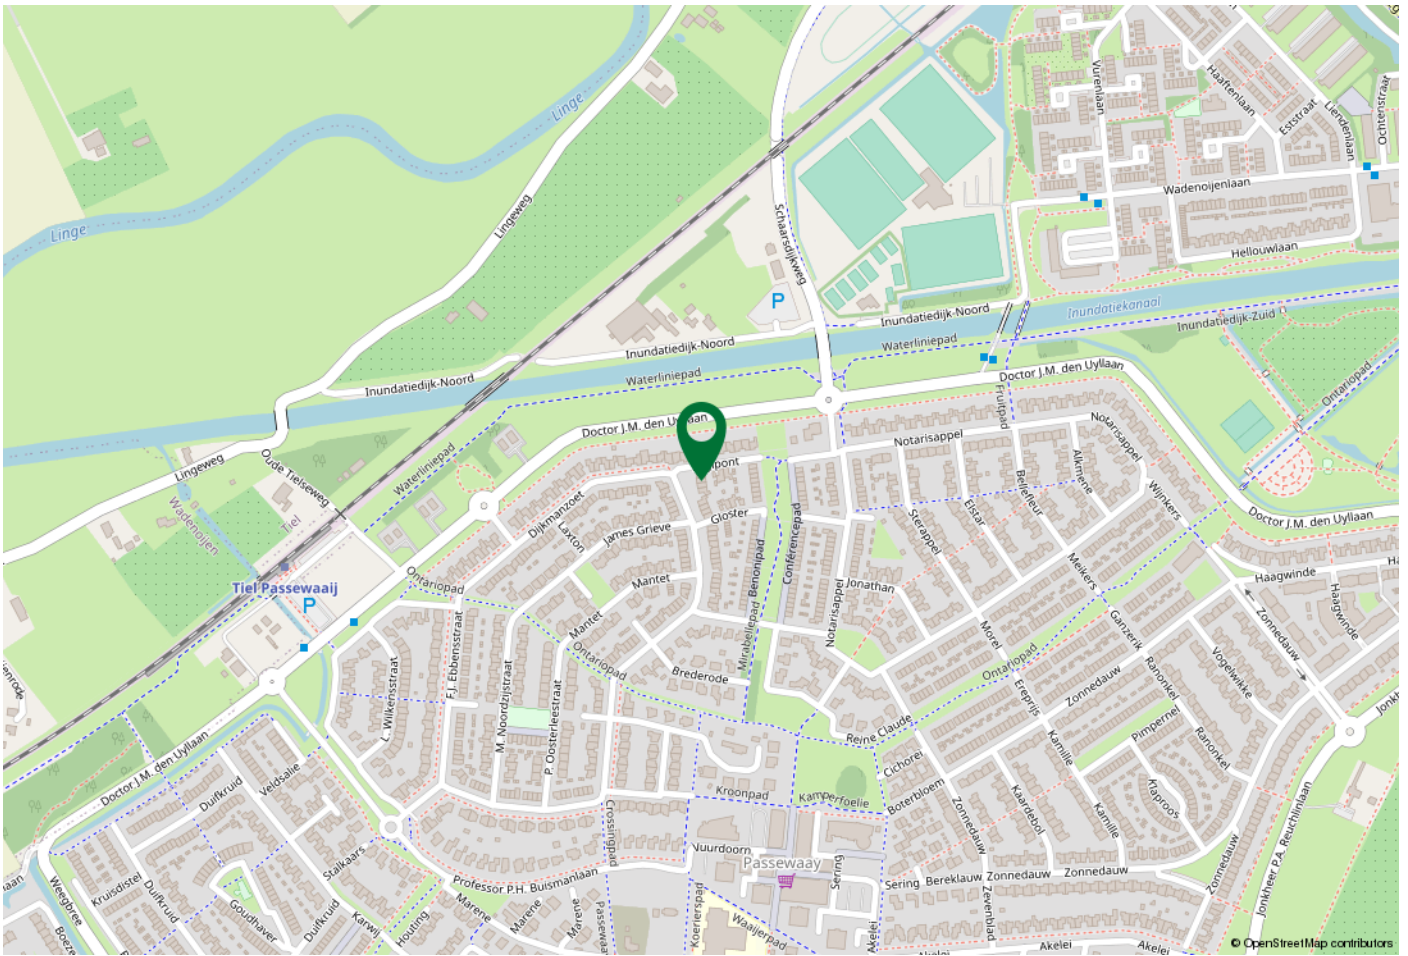 Linge
Vurenlaan
Haaftenlaan
Eststraat
Liendenlaan
Ochtenstraat
Wadenoijenlaan
Hellouwlaan
Linge
Lingeweg
Schaarsdijkweg
P
Inundatiedijk-Noord
Inundatiekanaal
Inundatiedijk-Zuid
Inundatiedijk-Noord
Waterliniepad
Waterliniepad
Inundatiedijk-Noord
Doctor J.M. den Uyllaan
Ontariopad
Fruitpad
Doctor J.M. den Uyllaan
Notarisappel
Notarisappel
Lingeweg
Oude Tielseweg
Waterliniepad
Wadenoijen
Tiel
Alkmene
Bellefleur
Wijnkers
Dijkmanzoet
Laxton
James Grieve
Gloster
Sterappel
Elstar
Doctor J.M. den Uyllaan
Conférencepad
Benonipad
Mirabellepad
Tiel Passewaaij
P
Ontariopad
Mantet
Mantet
Jonathan
Notarisappel
Meikers
Haagwinde
Haagwinde
Zonnedauw
Ganzerik
Morel
F.J. Ebbensstraat
Ontariopad
Brederode
Ontariopad
Vogelwikke
Ranonkel
Zonnedauw
L. Wilkensstraat
M. Noordzijstraat
P. Oosterleestraat
Ereprijs
Pimpernel
Reine Claude
Kamille
Ranonkel
Doctor J.M. den Uyllaan
Cichorei
Veldsalie
Duifkruid
Kroonpad
Kamperfoelie
Boterbloem
Klaproos
Crossingpad
Zonnedauw
Kaardebol
Kamille
Jonkheer P.A. Reuchlinlaan
Stalkaars
Vuurdoorn
Passewaay
Sering
Professor P.H. Buismanlaan
Sering
Bereklauw
Zonnedauw
Zonnedauw
Zonnedauw
Kruisdistel
Weegbree
Duifkruid
Goudhaver
Duifkruid
Karwij
Houting
Marene
Marene
Marene
Koerierspad
Waaijerpad
Zevenblad
Akelei
Akelei
Akelei
© OpenStreetMap contributors